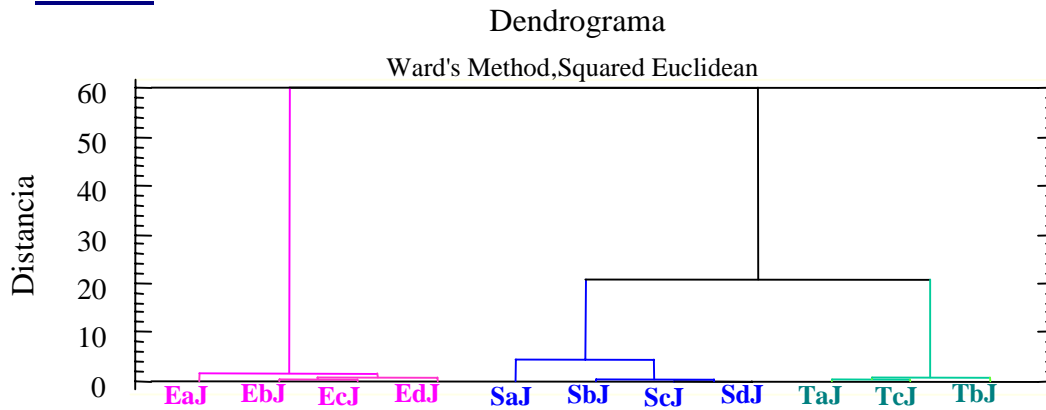 Dendrograma
Ward's Method,Squared Euclidean
60
50
40
30
20
10
0
Distancia
EaJ EbJ EcJ EdJ SaJ SbJ ScJ SdJ TaJ TcJ TbJ